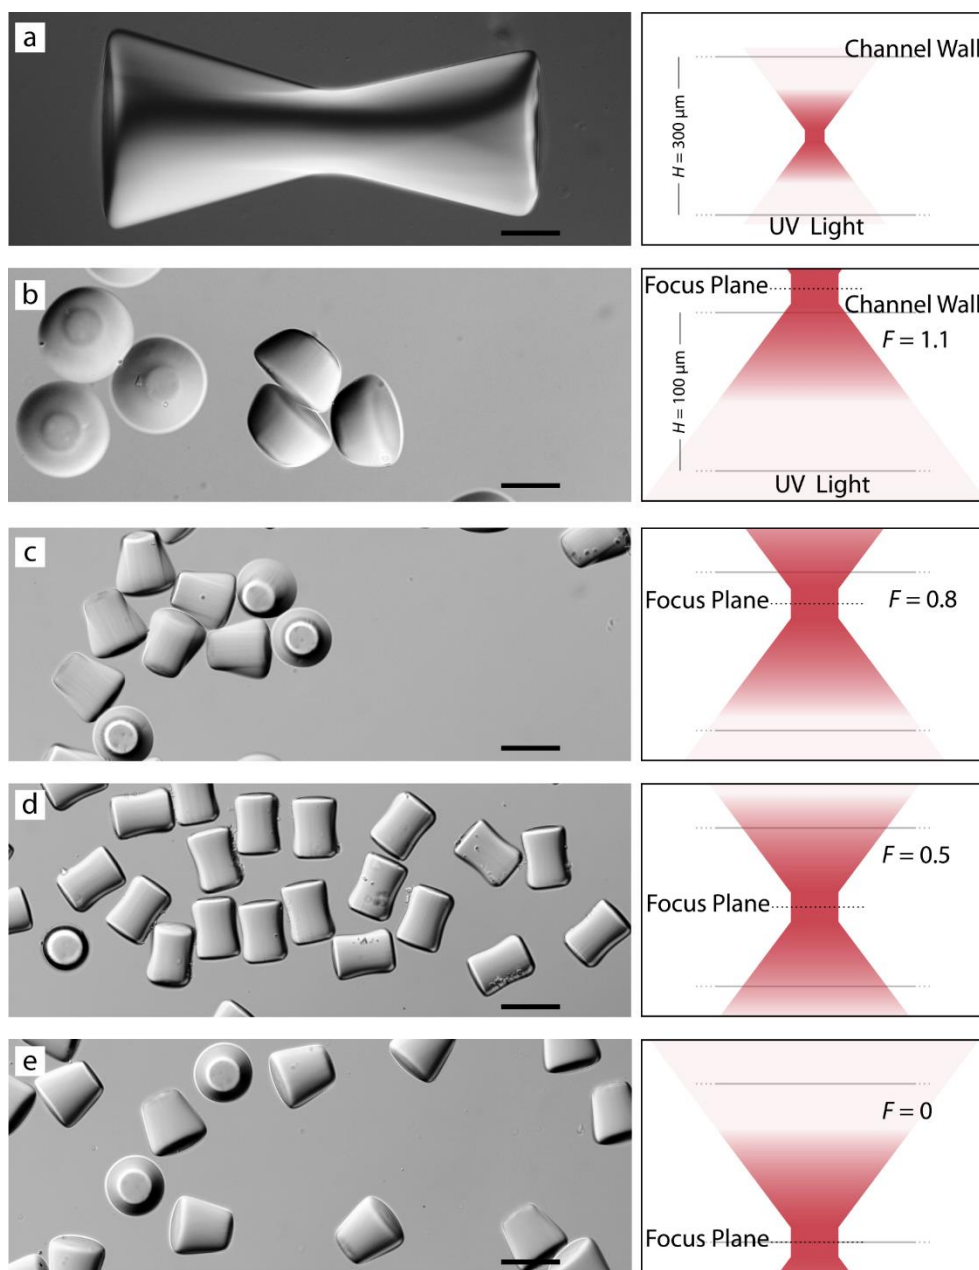 a
Channel Wall
H = 300 µm
UV Light
b
Focus Plane
Channel Wall
F = 1.1
H = 100 µm
UV Light
c
Focus Plane
F = 0.8
d
F = 0.5
Focus Plane
e
F = 0
Focus Plane